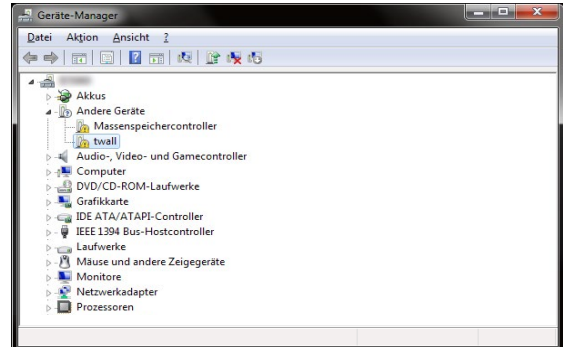 Geräte-Manager
Datei Aktion Ansicht ?
Akkus
Andere Geräte
Massenspeichercontroller
twall
Audio-, Video- und Gamecontroller
Computer
DVD/CD-ROM-Laufwerke
Grafikkarte
IDE ATA/ATAPI-Controller
IEEE 1394 Bus-Hostcontroller
Laufwerke
Mäuse und andere Zeigegeräte
Monitore
Netzwerkadapter
Prozessoren